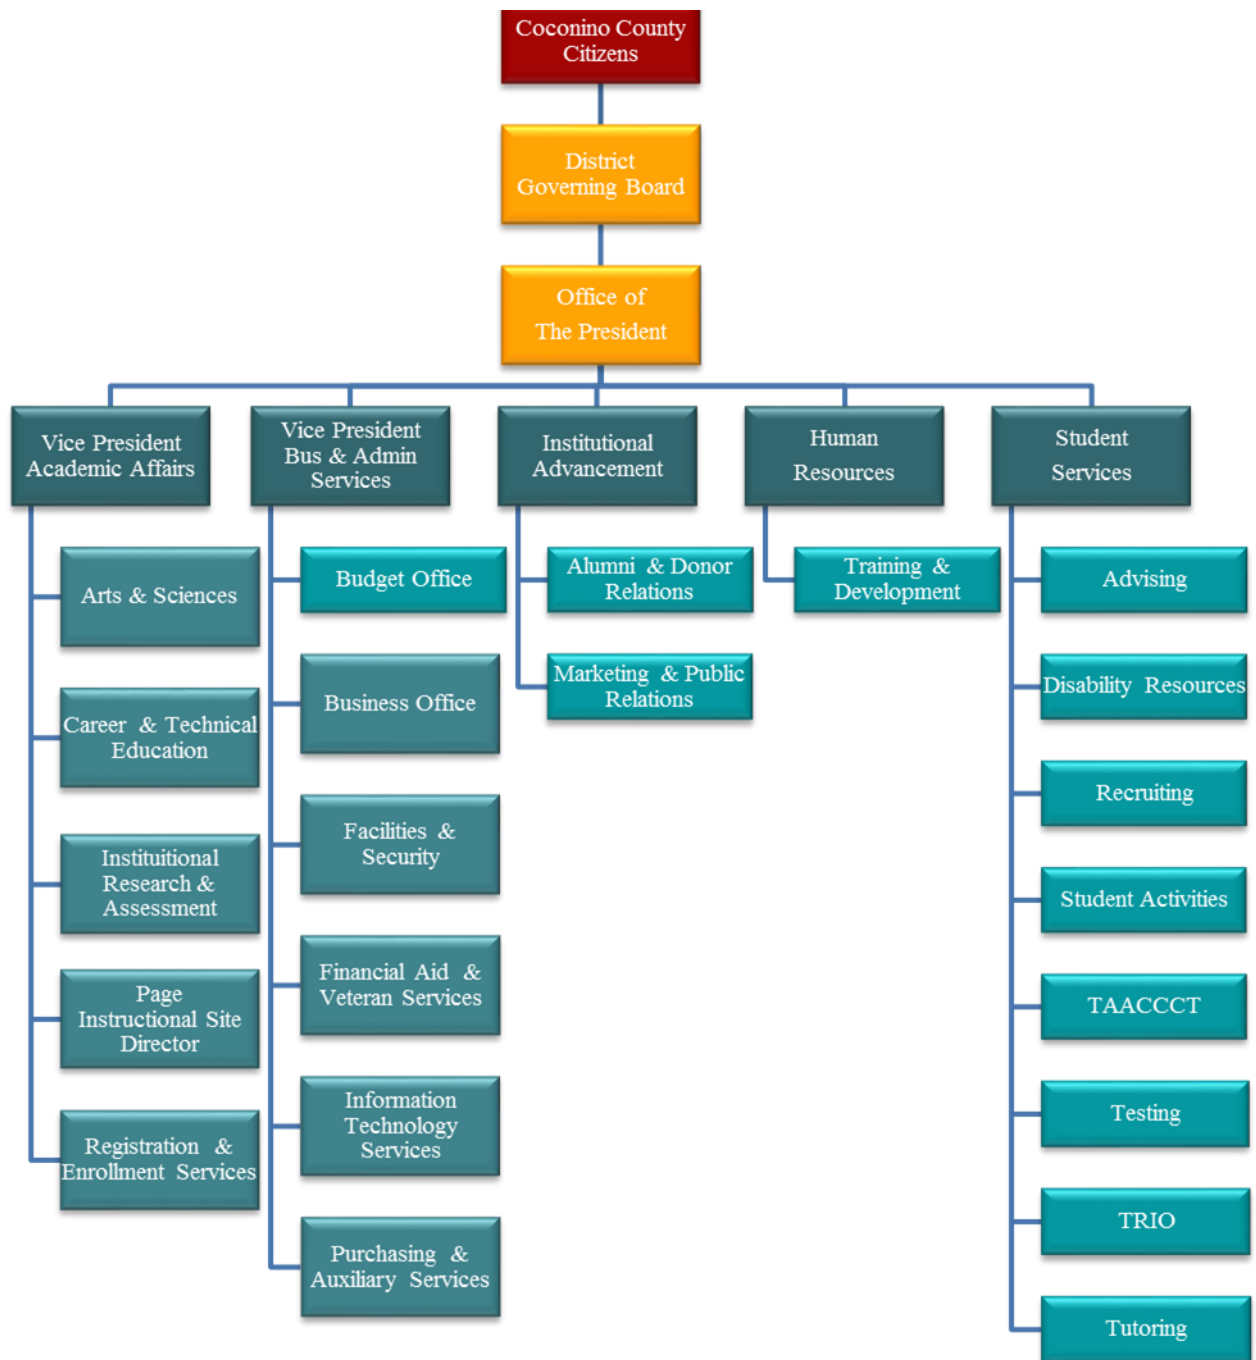 Coconino County
Citizens
District
Governing Board
Office of
The President
Vice President
Academic Affairs
Vice President
Bus & Admin
Services
Institutional
Advancement
Human
Resources
Student
Services
Arts & Sciences
Career & Technical
Education
Instituitional
Research &
Assessment
Page
Instructional Site
Director
Registration &
Enrollment Services
Budget Office
Business Office
Facilities &
Security
Financial Aid &
Veteran Services
Information
Technology
Services
Purchasing &
Auxiliary Services
Alumni & Donor
Relations
Marketing & Public
Relations
Training &
Development
Advising
Disability Resources
Recruiting
Student Activities
TAACCCT
Testing
TRIO
Tutoring